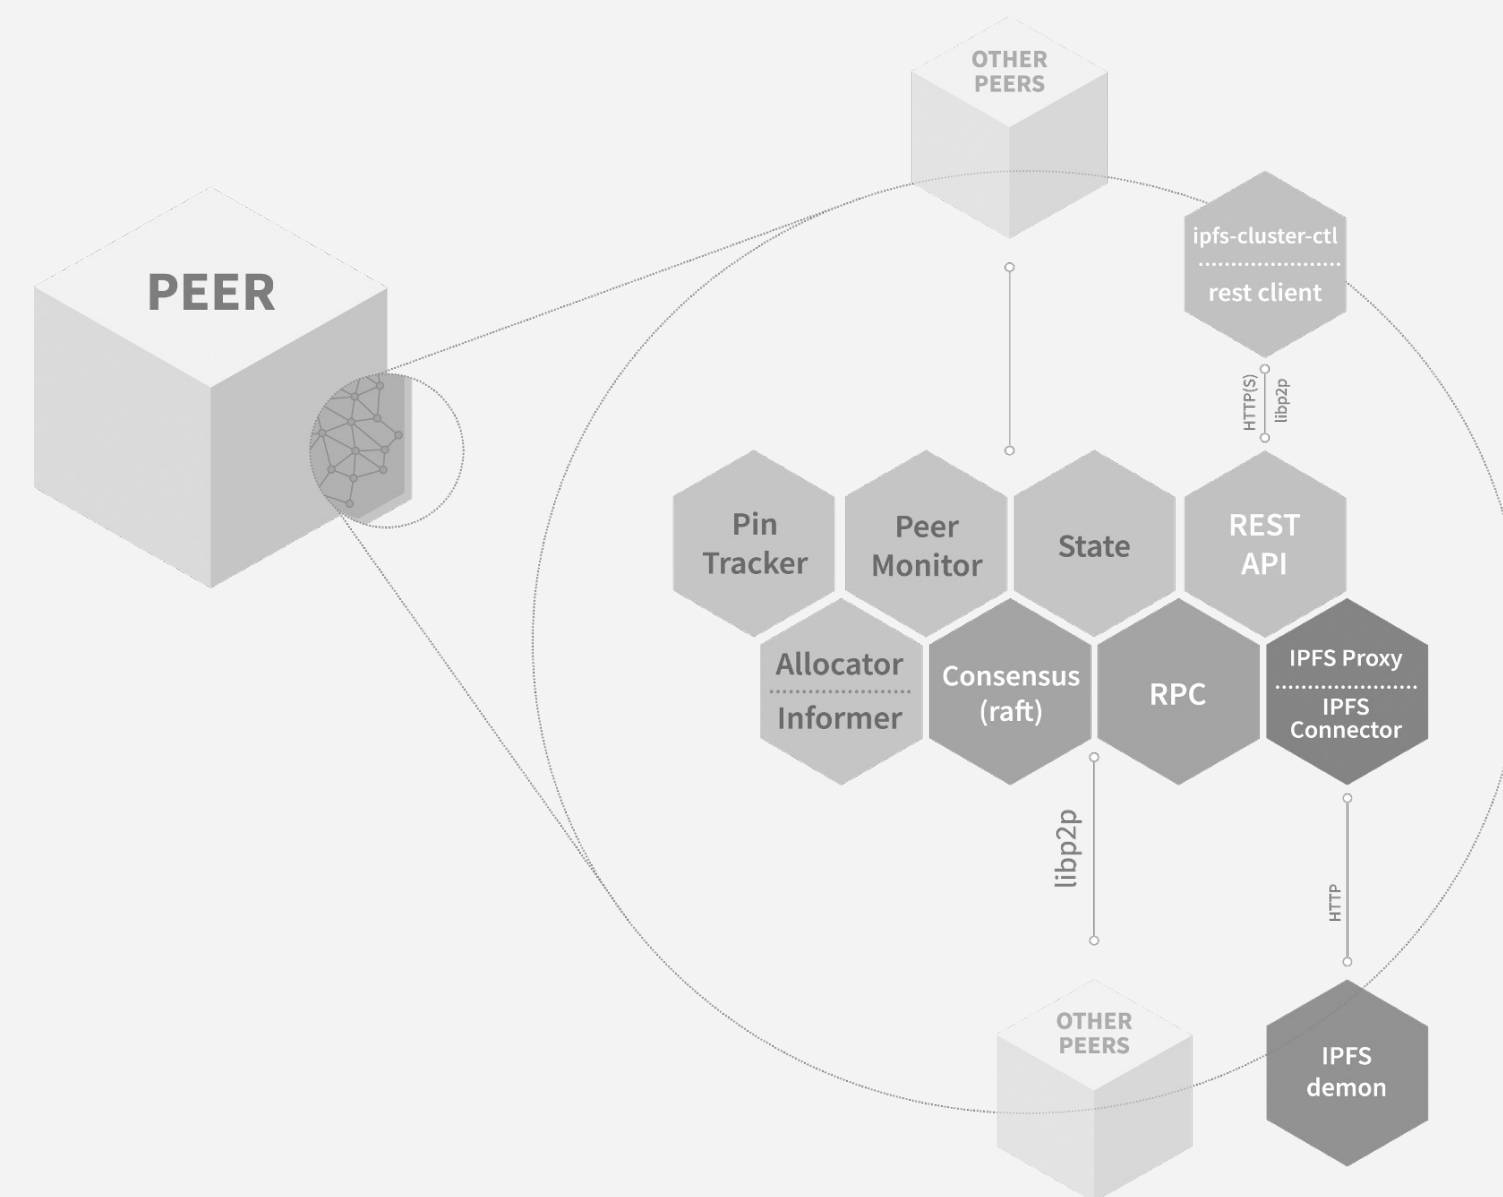 OTHER
PEERS
PEER
ipfs-cluster-ctl
rest client
HTTP(S)
libp2p
Pin
Tracker
Peer
Monitor
State
REST
API
Allocator
Informer
Consensus
(raft)
RPC
IPFS Proxy
IPFS
Connector
libp2p
HTTP
OTHER
PEERS
IPFS
demon